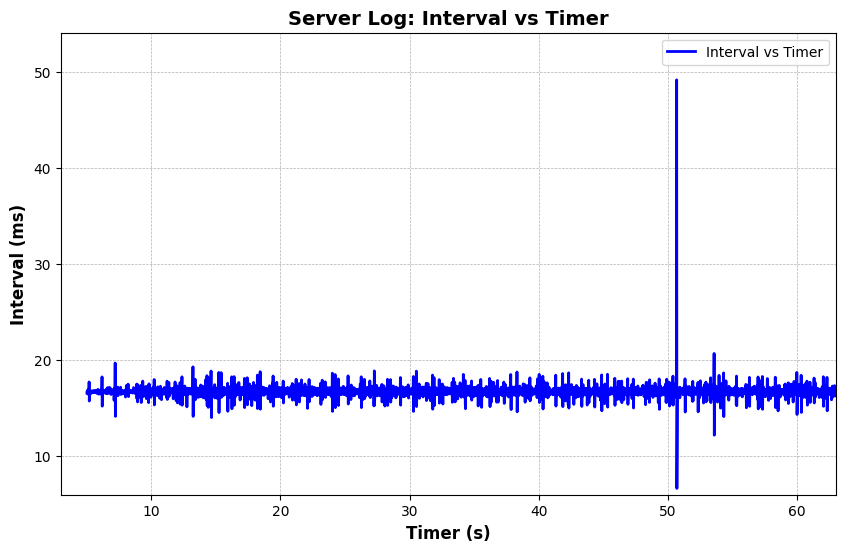 Server Log: Interval vs Timer
Interval vs Timer
50
40
30
20
10
Interval (ms)
10 20 30 40 50 60
Timer (s)